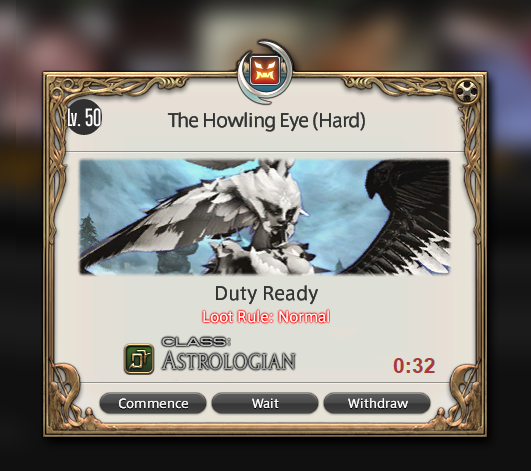 Lv. 50
The Howling Eye (Hard)
Duty Ready
Loot Rule: Normal
CLASS:
ASTROLOGIAN
0:32
Commence
Wait
Withdraw